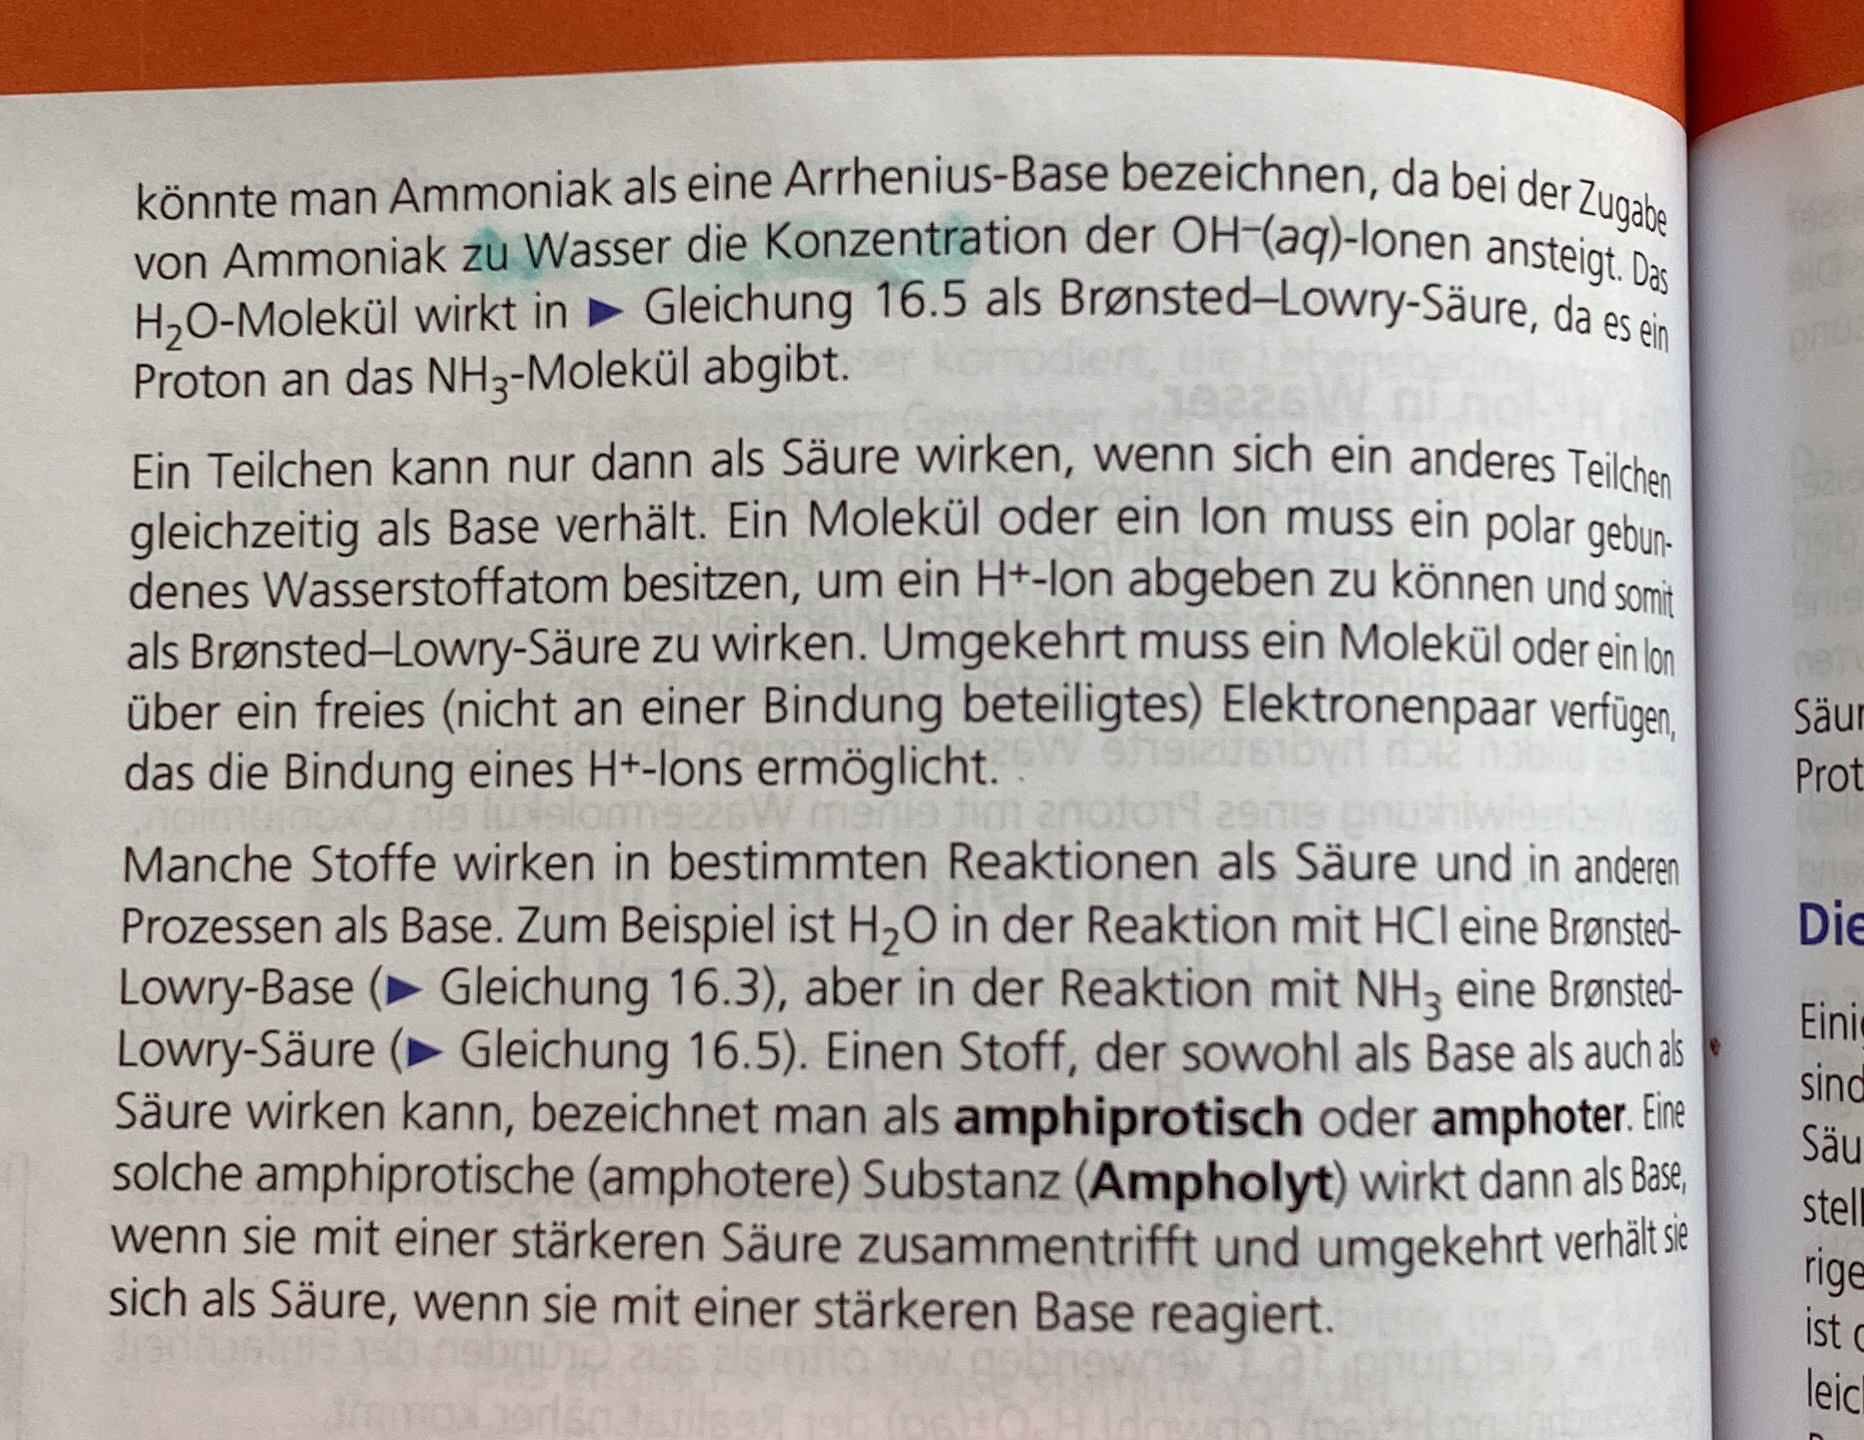 könnte man Ammoniak als eine Arrhenius-Base bezeichnen, da bei der Zugabe
von Ammoniak zu Wasser die Konzentration der OH⁻(aq)-Ionen ansteigt. Das
H₂O-Molekül wirkt in ▶ Gleichung 16.5 als Brønsted–Lowry-Säure, da es ein
Proton an das NH₃-Molekül abgibt.
Ein Teilchen kann nur dann als Säure wirken, wenn sich ein anderes Teilchen
gleichzeitig als Base verhält. Ein Molekül oder ein Ion muss ein polar gebun-
denes Wasserstoffatom besitzen, um ein H⁺-Ion abgeben zu können und somit
als Brønsted–Lowry-Säure zu wirken. Umgekehrt muss ein Molekül oder ein Ion
über ein freies (nicht an einer Bindung beteiligtes) Elektronenpaar verfügen,
das die Bindung eines H⁺-Ions ermöglicht.
Manche Stoffe wirken in bestimmten Reaktionen als Säure und in anderen
Prozessen als Base. Zum Beispiel ist H₂O in der Reaktion mit HCl eine Brønsted-
Lowry-Base (▶ Gleichung 16.3), aber in der Reaktion mit NH₃ eine Brønsted-
Lowry-Säure (▶ Gleichung 16.5). Einen Stoff, der sowohl als Base als auch als
Säure wirken kann, bezeichnet man als amphiprotisch oder amphoter. Eine
solche amphiprotische (amphotere) Substanz (Ampholyt) wirkt dann als Base,
wenn sie mit einer stärkeren Säure zusammentrifft und umgekehrt verhält sie
sich als Säure, wenn sie mit einer stärkeren Base reagiert.
Säur
Prot
Die
Einig
sind
Säu
stell
rige
ist
leic